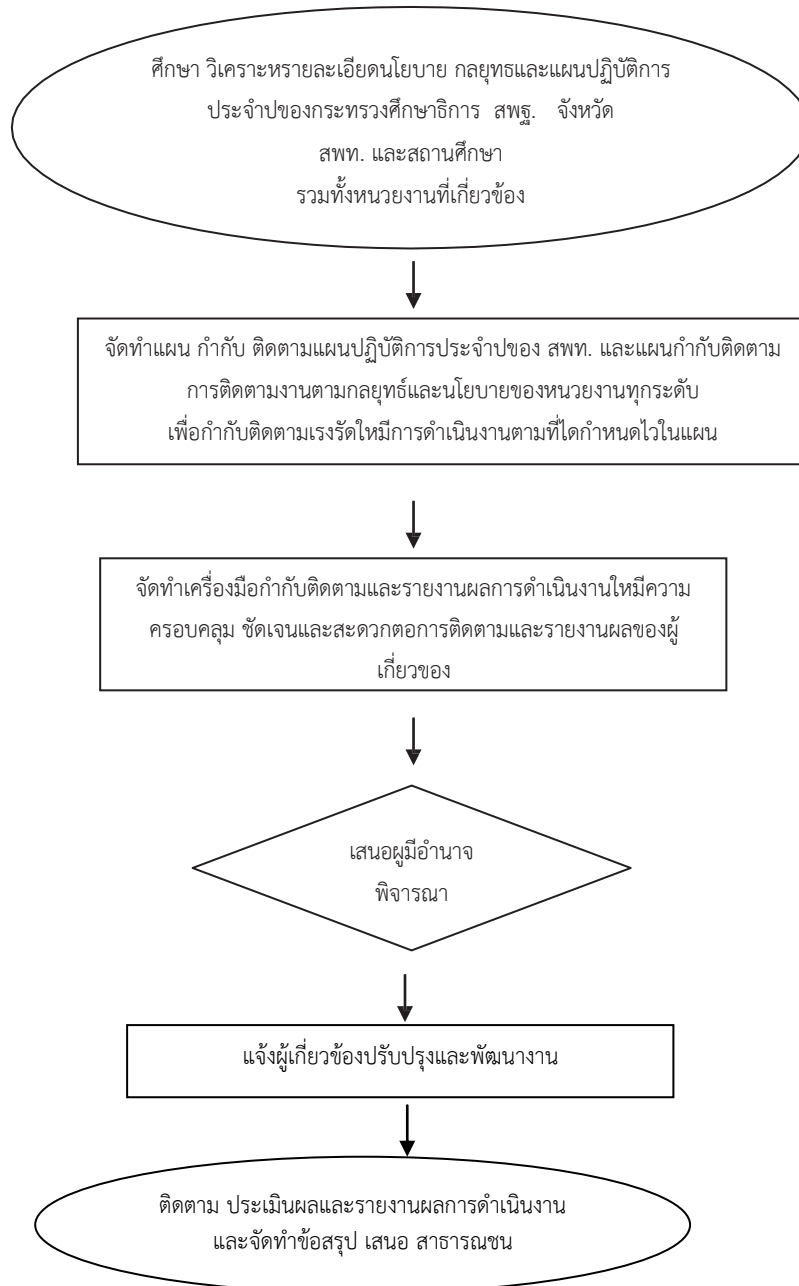 ศึกษา วิเคราะหรายละเอียดนโยบาย กลยุทธและแผนปฏิบัติการ
ประจําปของกระทรวงศึกษาธิการ สพฐ. จังหวัด
สพท. และสถานศึกษา
รวมทั้งหนวยงานที่เกี่ยวข้อง
จัดทําแผน กํากับ ติดตามแผนปฏิบัติการประจําปของ สพท. และแผนกํากับติดตาม
การติดตามงานตามกลยุทธ์และนโยบายของหนวยงานทุกระดับ
เพื่อกํากับติดตามเรงรัดใหมีการดําเนินงานตามที่ไดกําหนดไวในแผน
จัดทําเครื่องมือกํากับติดตามและรายงานผลการดําเนินงานใหมีความ
ครอบคลุม ชัดเจนและสะดวกตอการติดตามและรายงานผลของผู้
เกี่ยวของ
เสนอผูมีอํานาจ
พิจารณา
แจ้งผู้เกี่ยวข้องปรับปรุงและพัฒนางาน
ติดตาม ประเมินผลและรายงานผลการดําเนินงาน
และจัดทําข้อสรุป เสนอ สาธารณชน